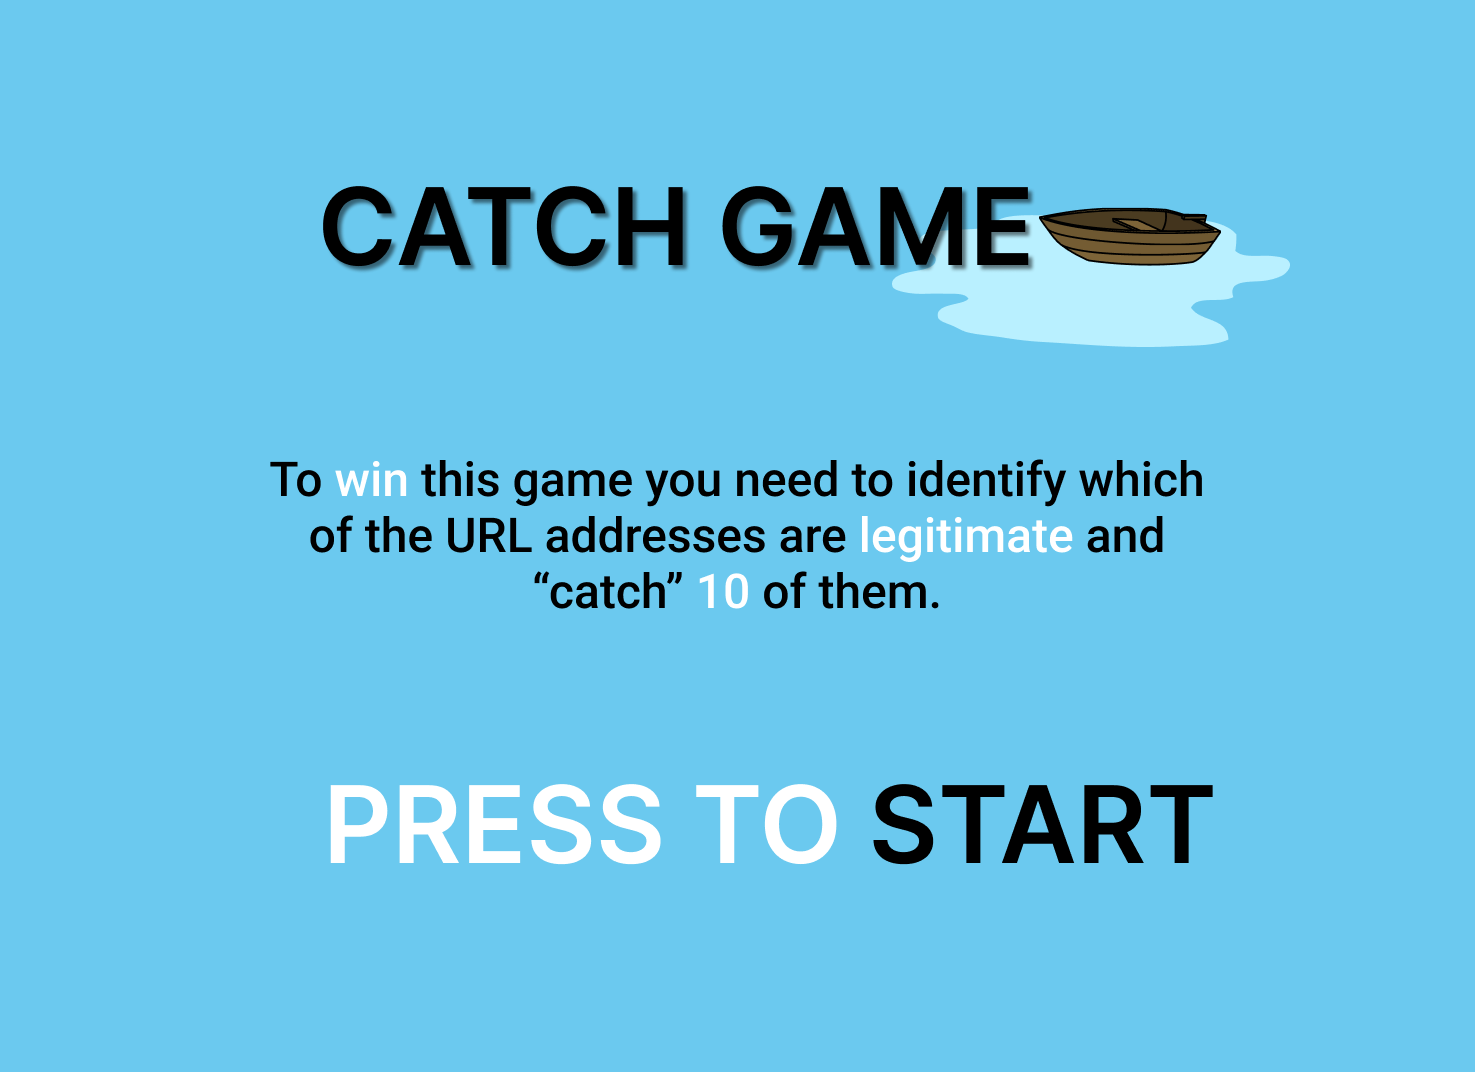 CATCH GAME
To win this game you need to identify which
of the URL addresses are legitimate and
“catch” 10 of them.
PRESS TO START